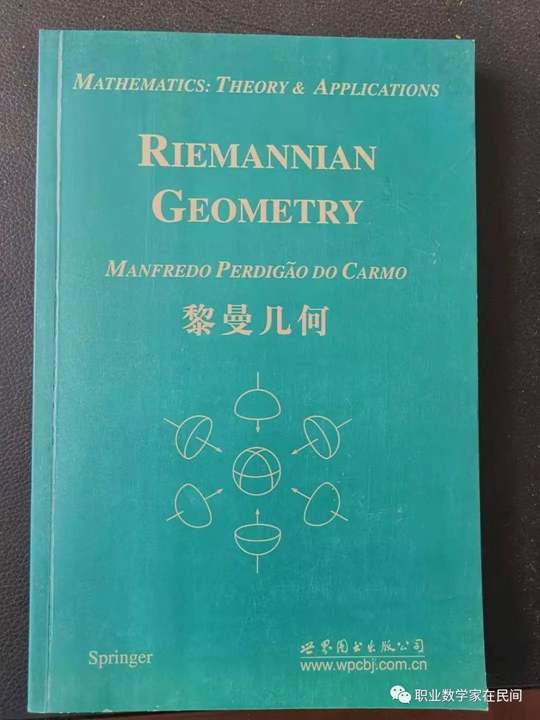 MATHEMATICS: THEORY & APPLICATIONS
RIEMANNIAN
GEOMETRY
MANFREDO PERDIGÃO DO CARMO
黎曼几何
Springer
世界图书出版公司
www.wpcbj.com.cn
职业数学家在民间